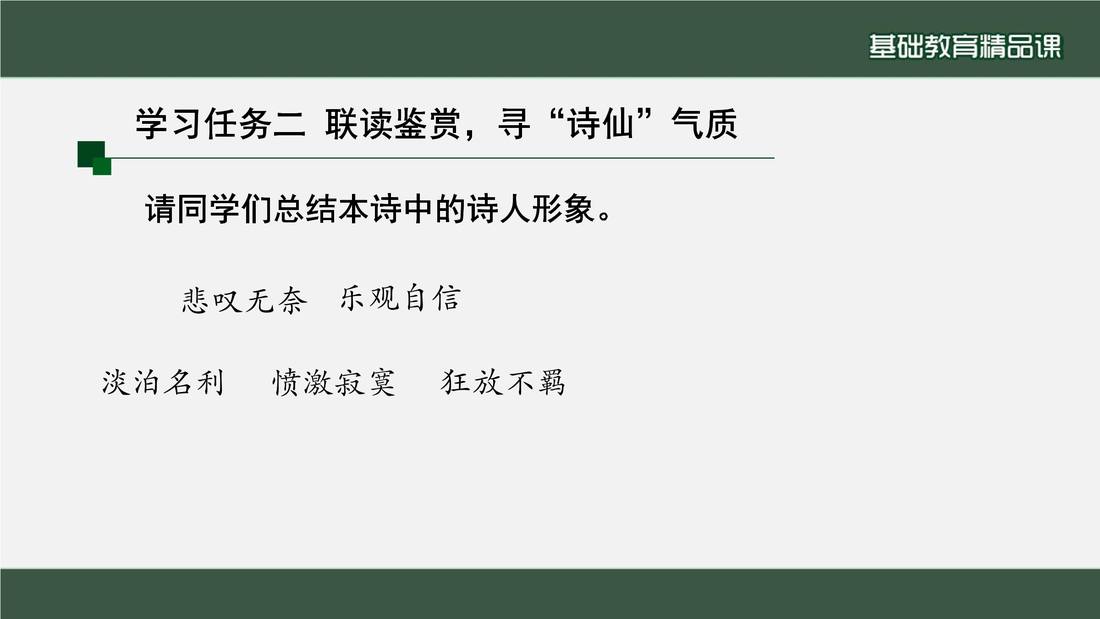 基础教育精品课
学习任务二 联读鉴赏，寻“诗仙”气质
请同学们总结本诗中的诗人形象。
悲叹无奈 乐观自信
淡泊名利 愤激寂寞 狂放不羁